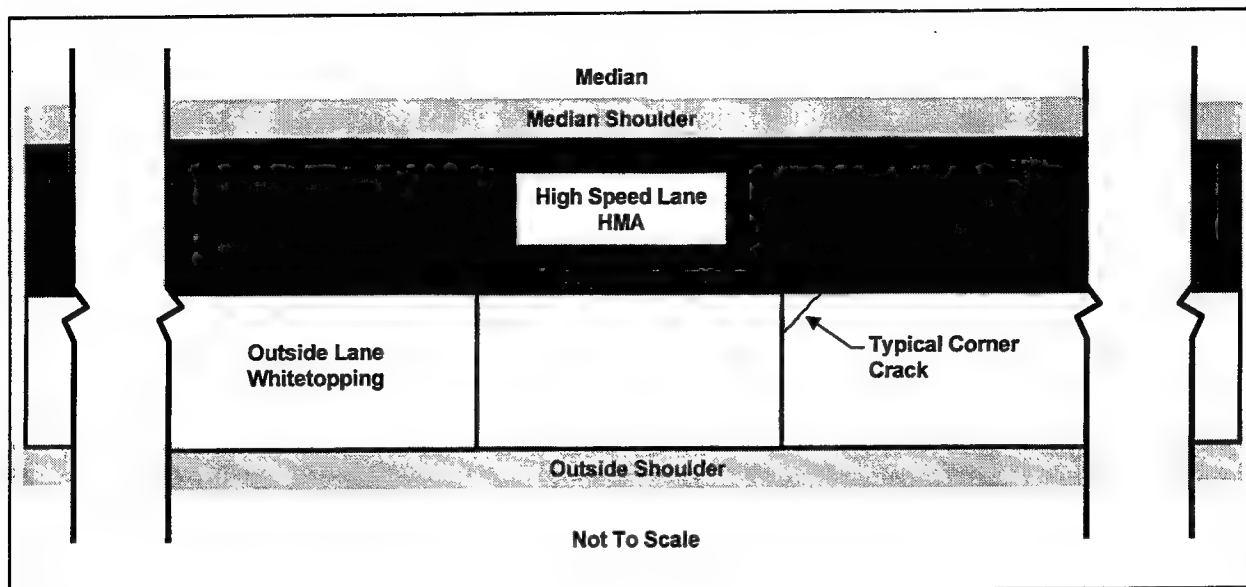 Median
Median Shoulder
High Speed Lane
HMA
Outside Lane
Whitetopping
Typical Corner
Crack
Outside Shoulder
Not To Scale